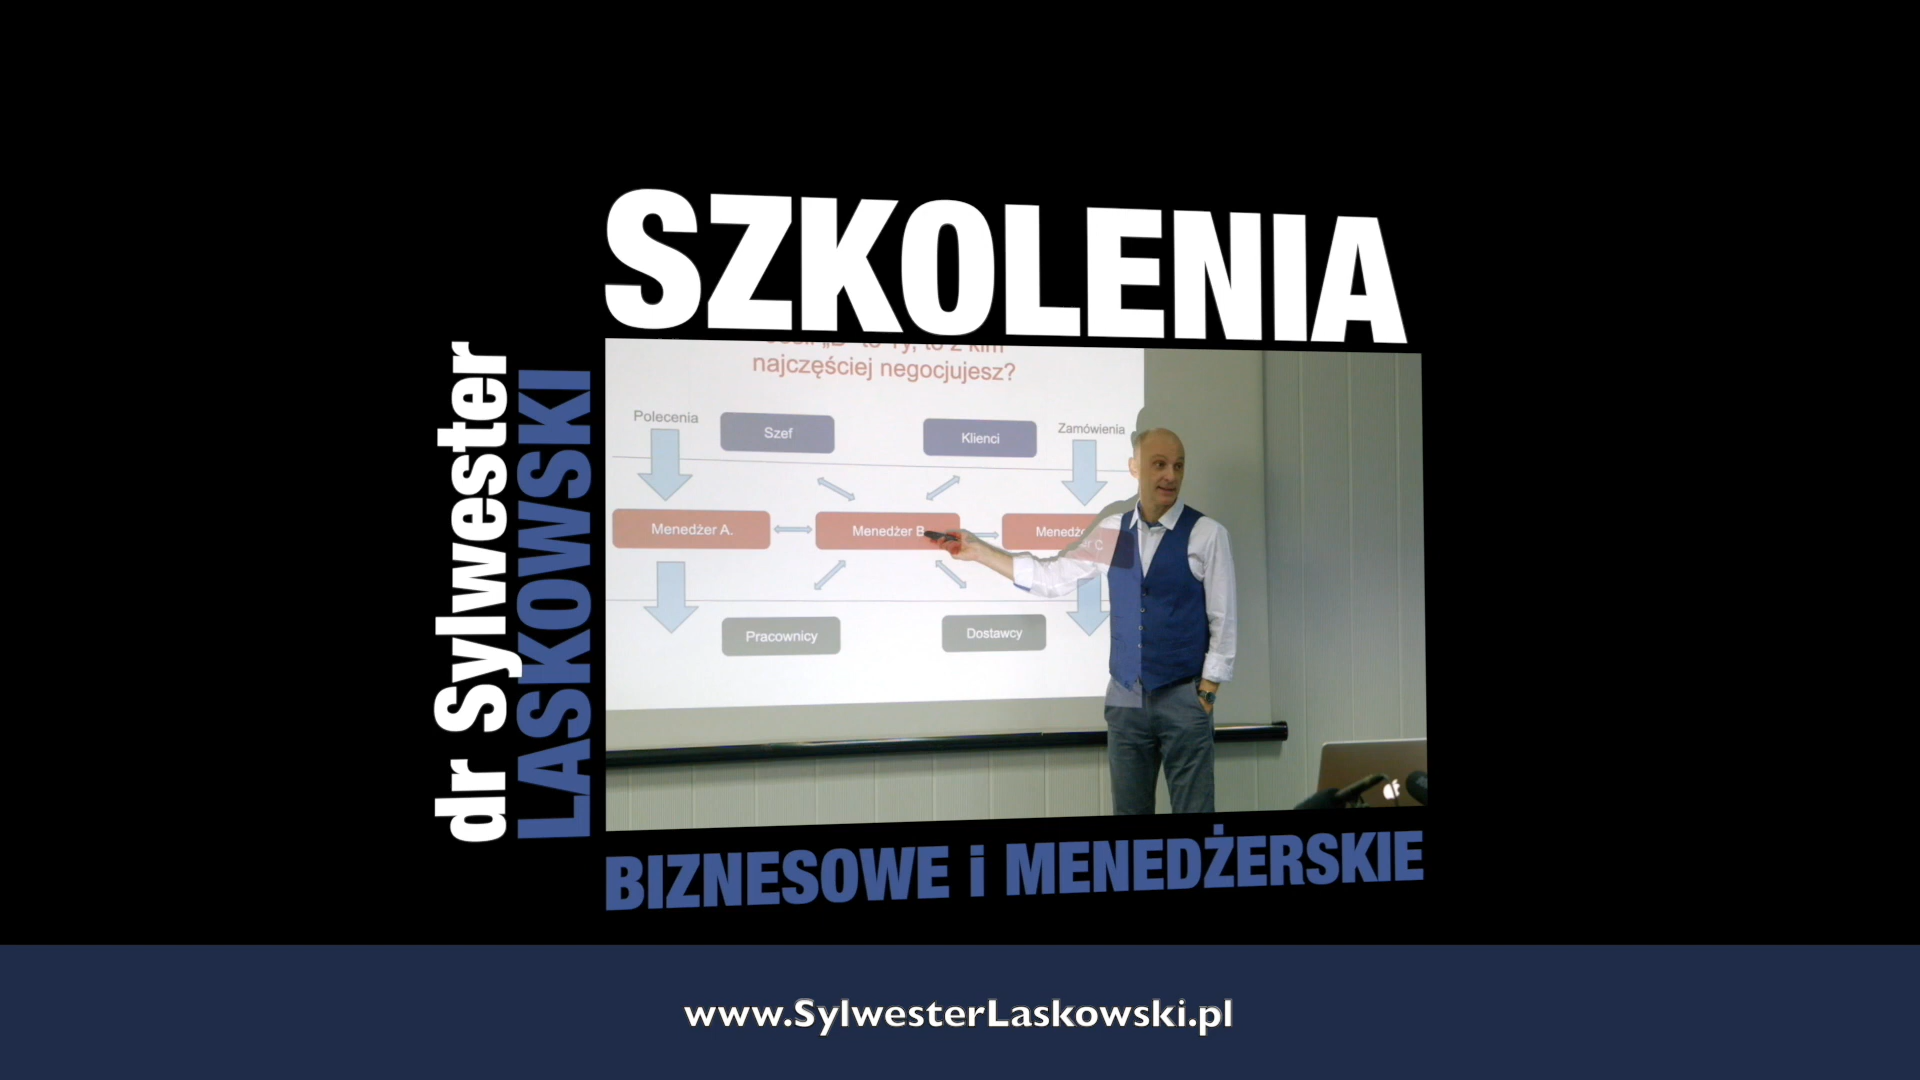 SZKOLENIA
dr Sylwester
LASKOWSKI
najczęściej negocjujesz?
Polecenia
Szef
Klienci
Zamówienia
Menedżer A.
Menedżer B
Pracownicy
Dostawcy
BIZNESOWE i MENEDŻERSKIE
www.SylwesterLaskowski.pl